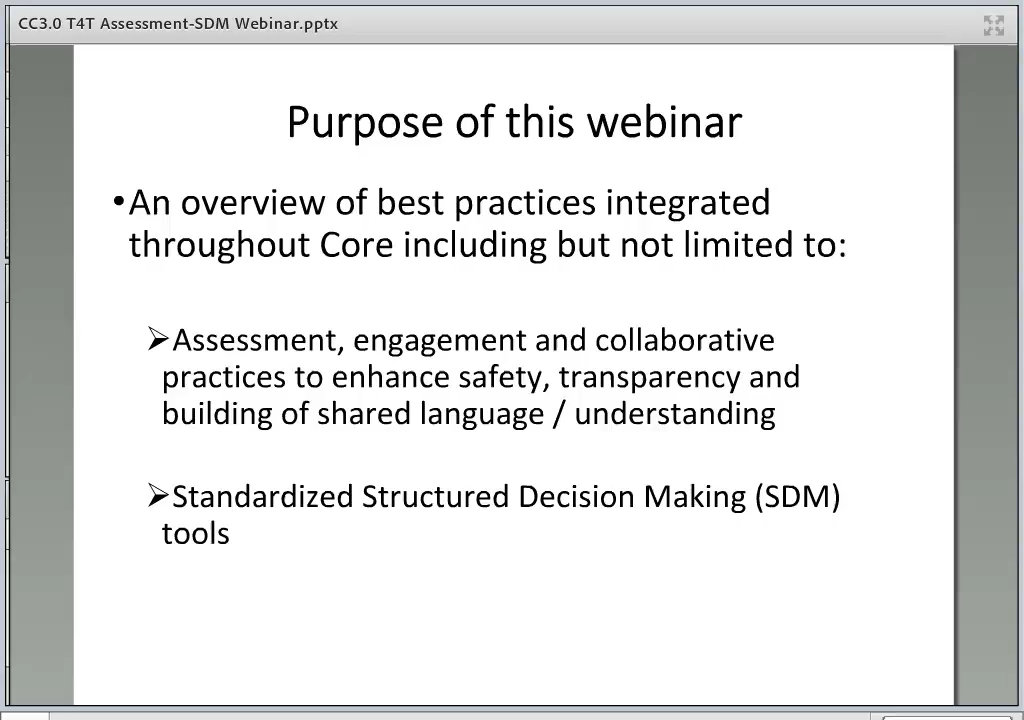 CC3.0 T4T Assessment-SDM Webinar.pptx
Purpose of this webinar
•An overview of best practices integrated
throughout Core including but not limited to:
➢Assessment, engagement and collaborative
practices to enhance safety, transparency and
building of shared language / understanding
➢Standardized Structured Decision Making (SDM)
tools